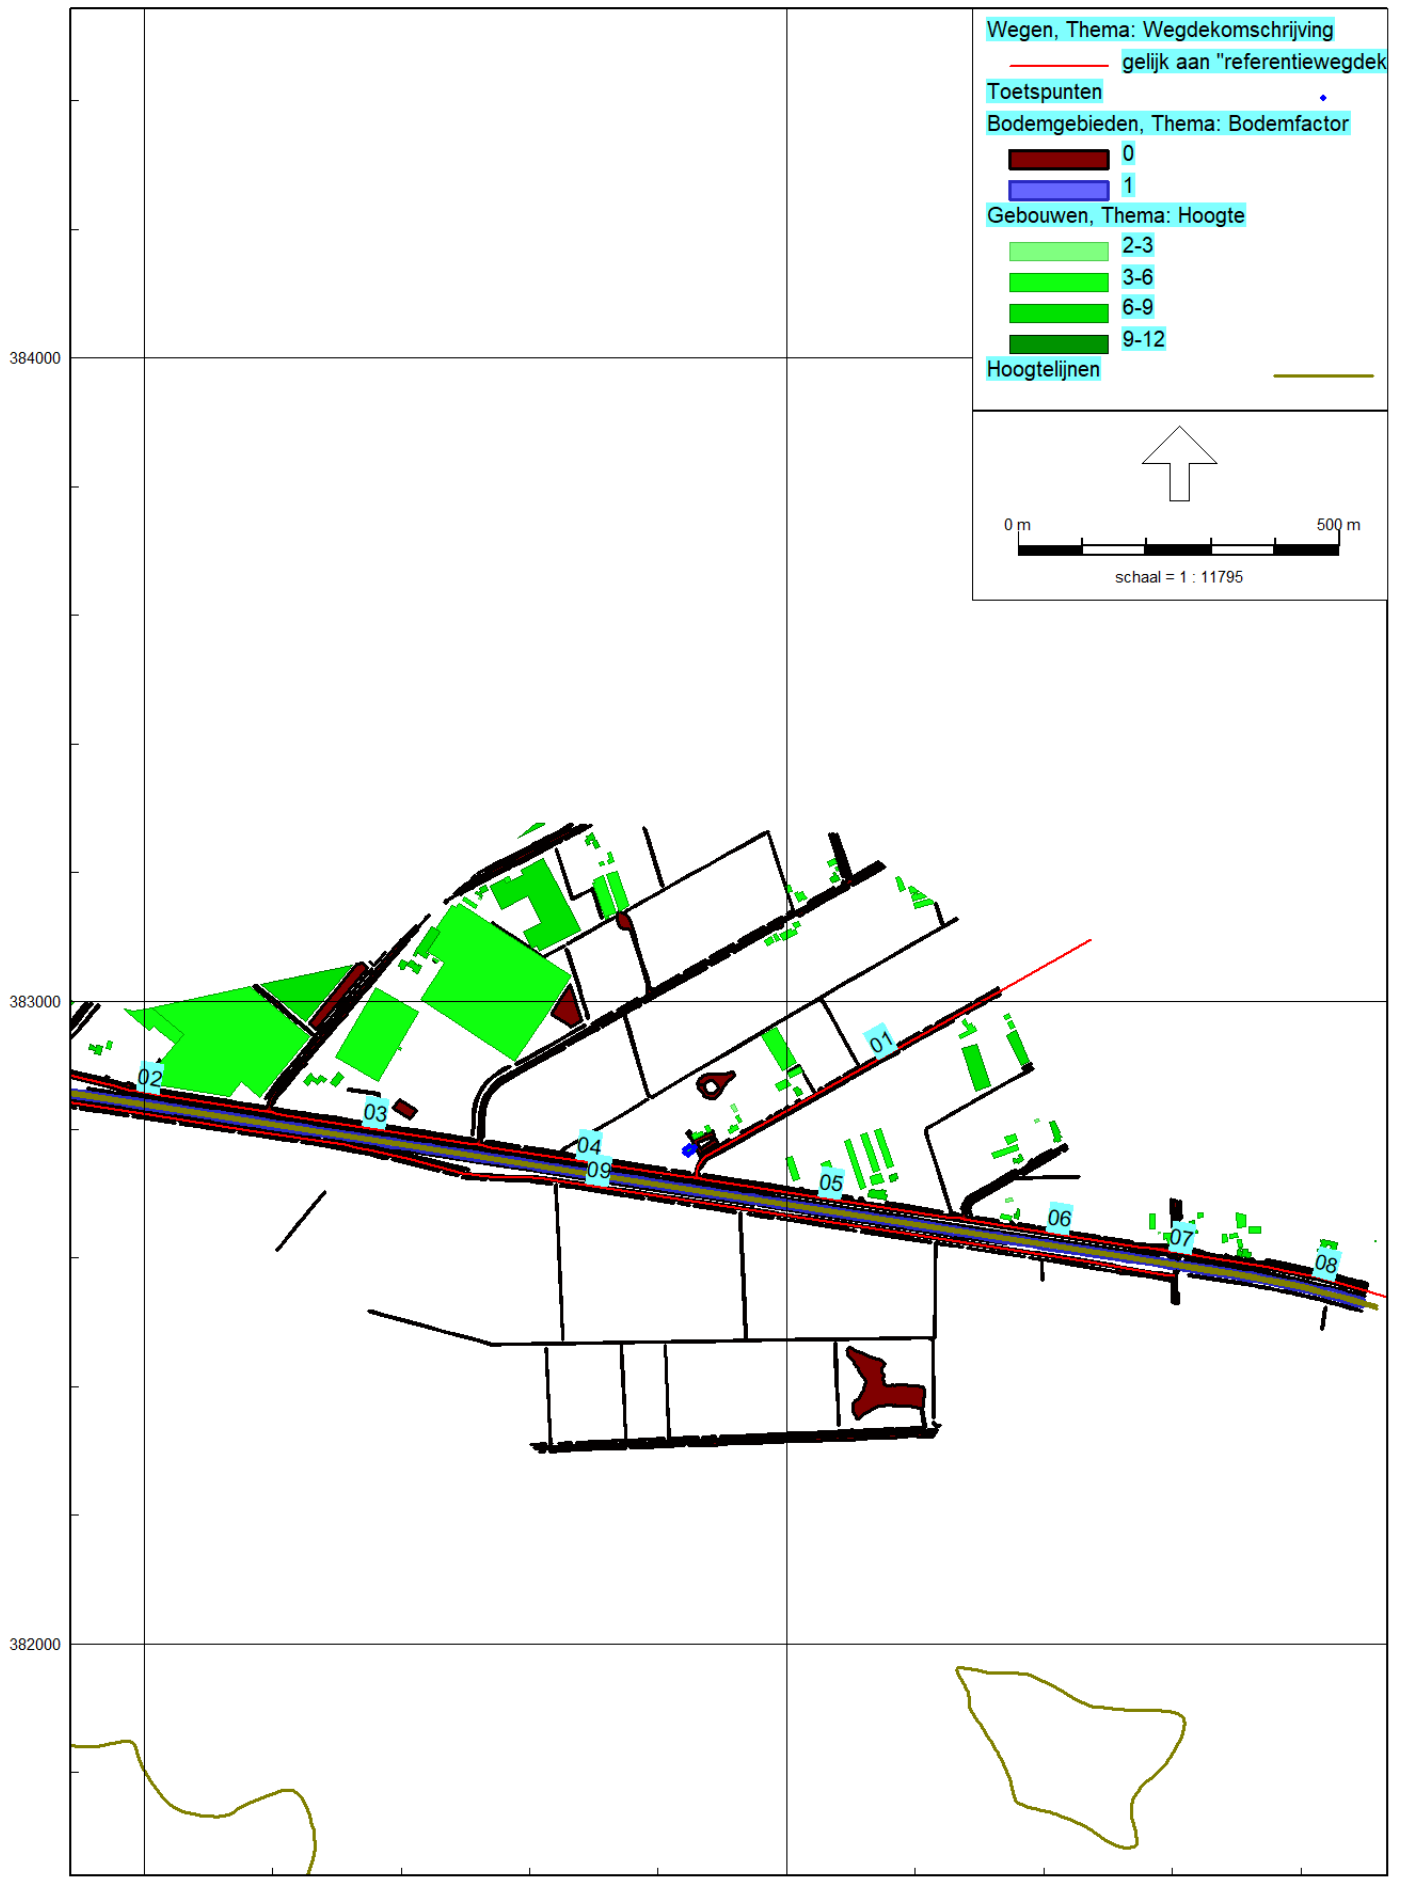 Wegen, Thema: Wegdekomschrijving
gelijk aan "referentiewegdek
Toetspunten
Bodemgebieden, Thema: Bodemfactor
0
1
Gebouwen, Thema: Hoogte
2-3
3-6
6-9
9-12
Hoogtelijnen
0 m 500 m
schaal = 1 : 11795
384000
383000
382000
01
02
03
04
09
05
06
07
08